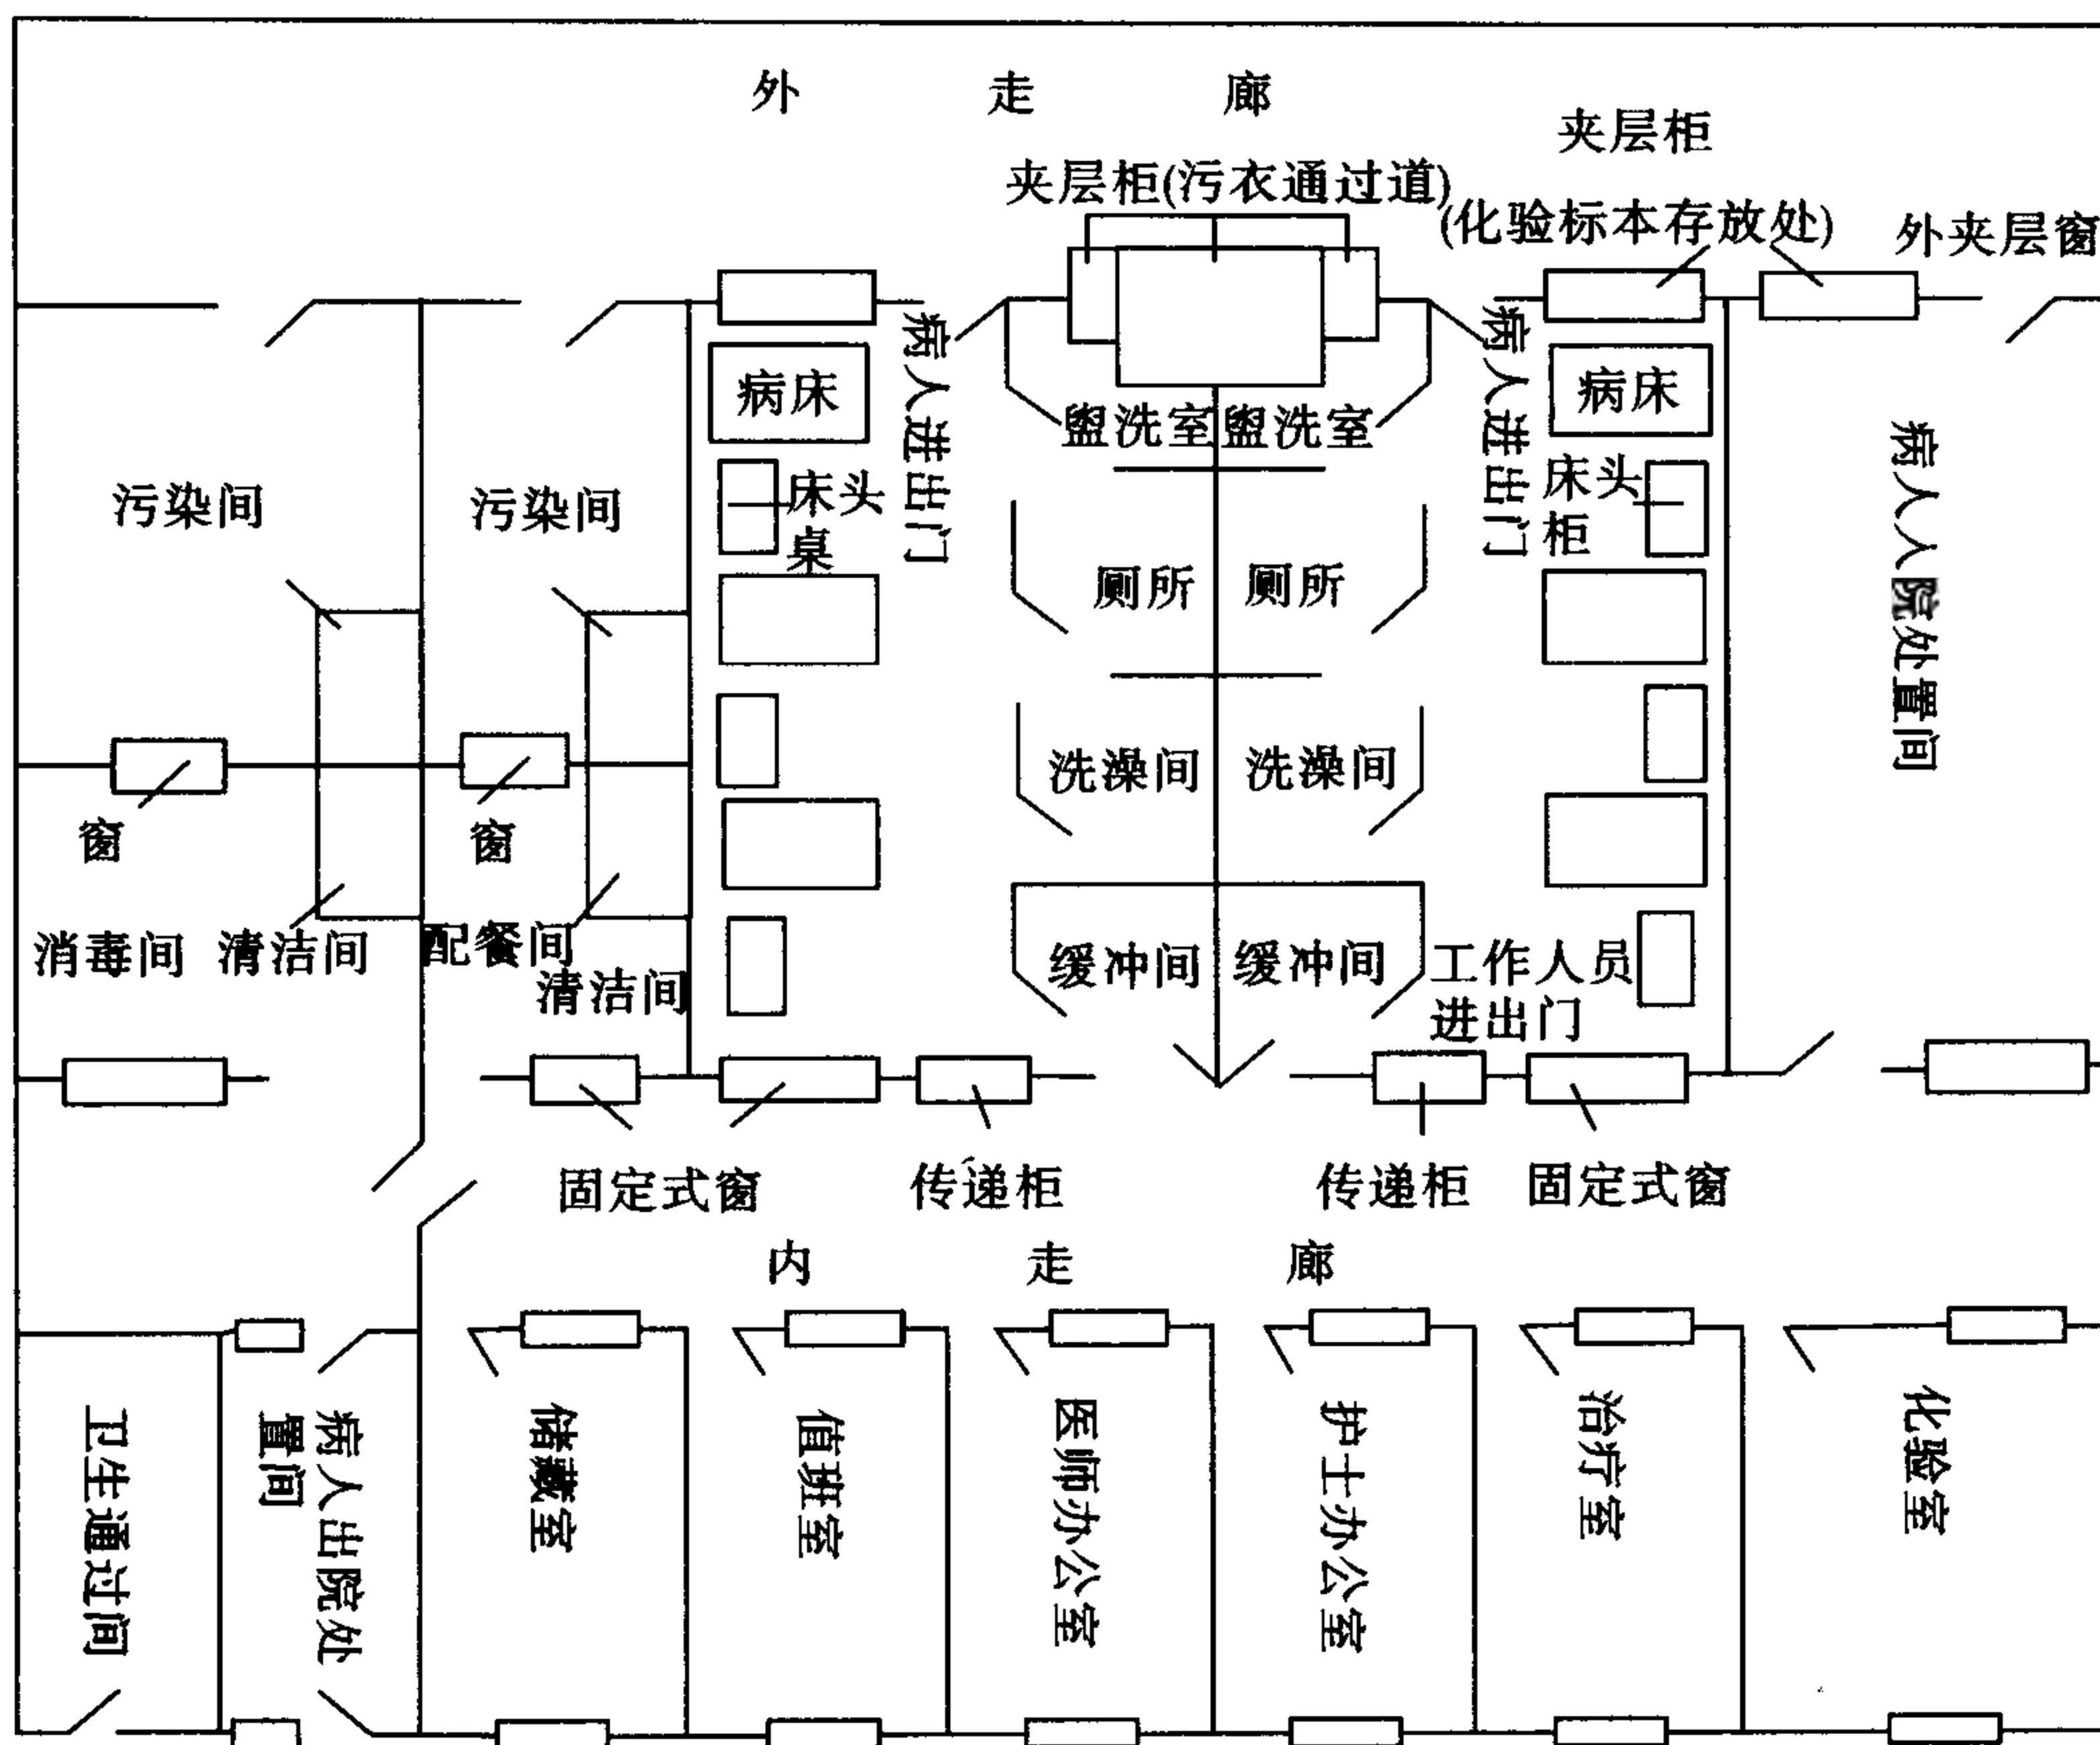 外走廊
夹层柜
夹层柜(污衣通过道)
(化验标本存放处)
外夹层窗
病人进出门
病人进出门
病床
病床
盥洗室
盥洗室
病人人院处置间
污染间
污染间
床头
桌
床头
柜
厕所
厕所
洗澡间
洗澡间
窗
窗
消毒间
清洁间
配餐间
清洁间
缓冲间
缓冲间
工作人员
进出门
固定式窗
传递柜
传递柜
固定式窗
内走廊
卫生通过间
病人出院处
置间
储藏室
值班室
医师办公室
护士办公室
治疗室
化验室